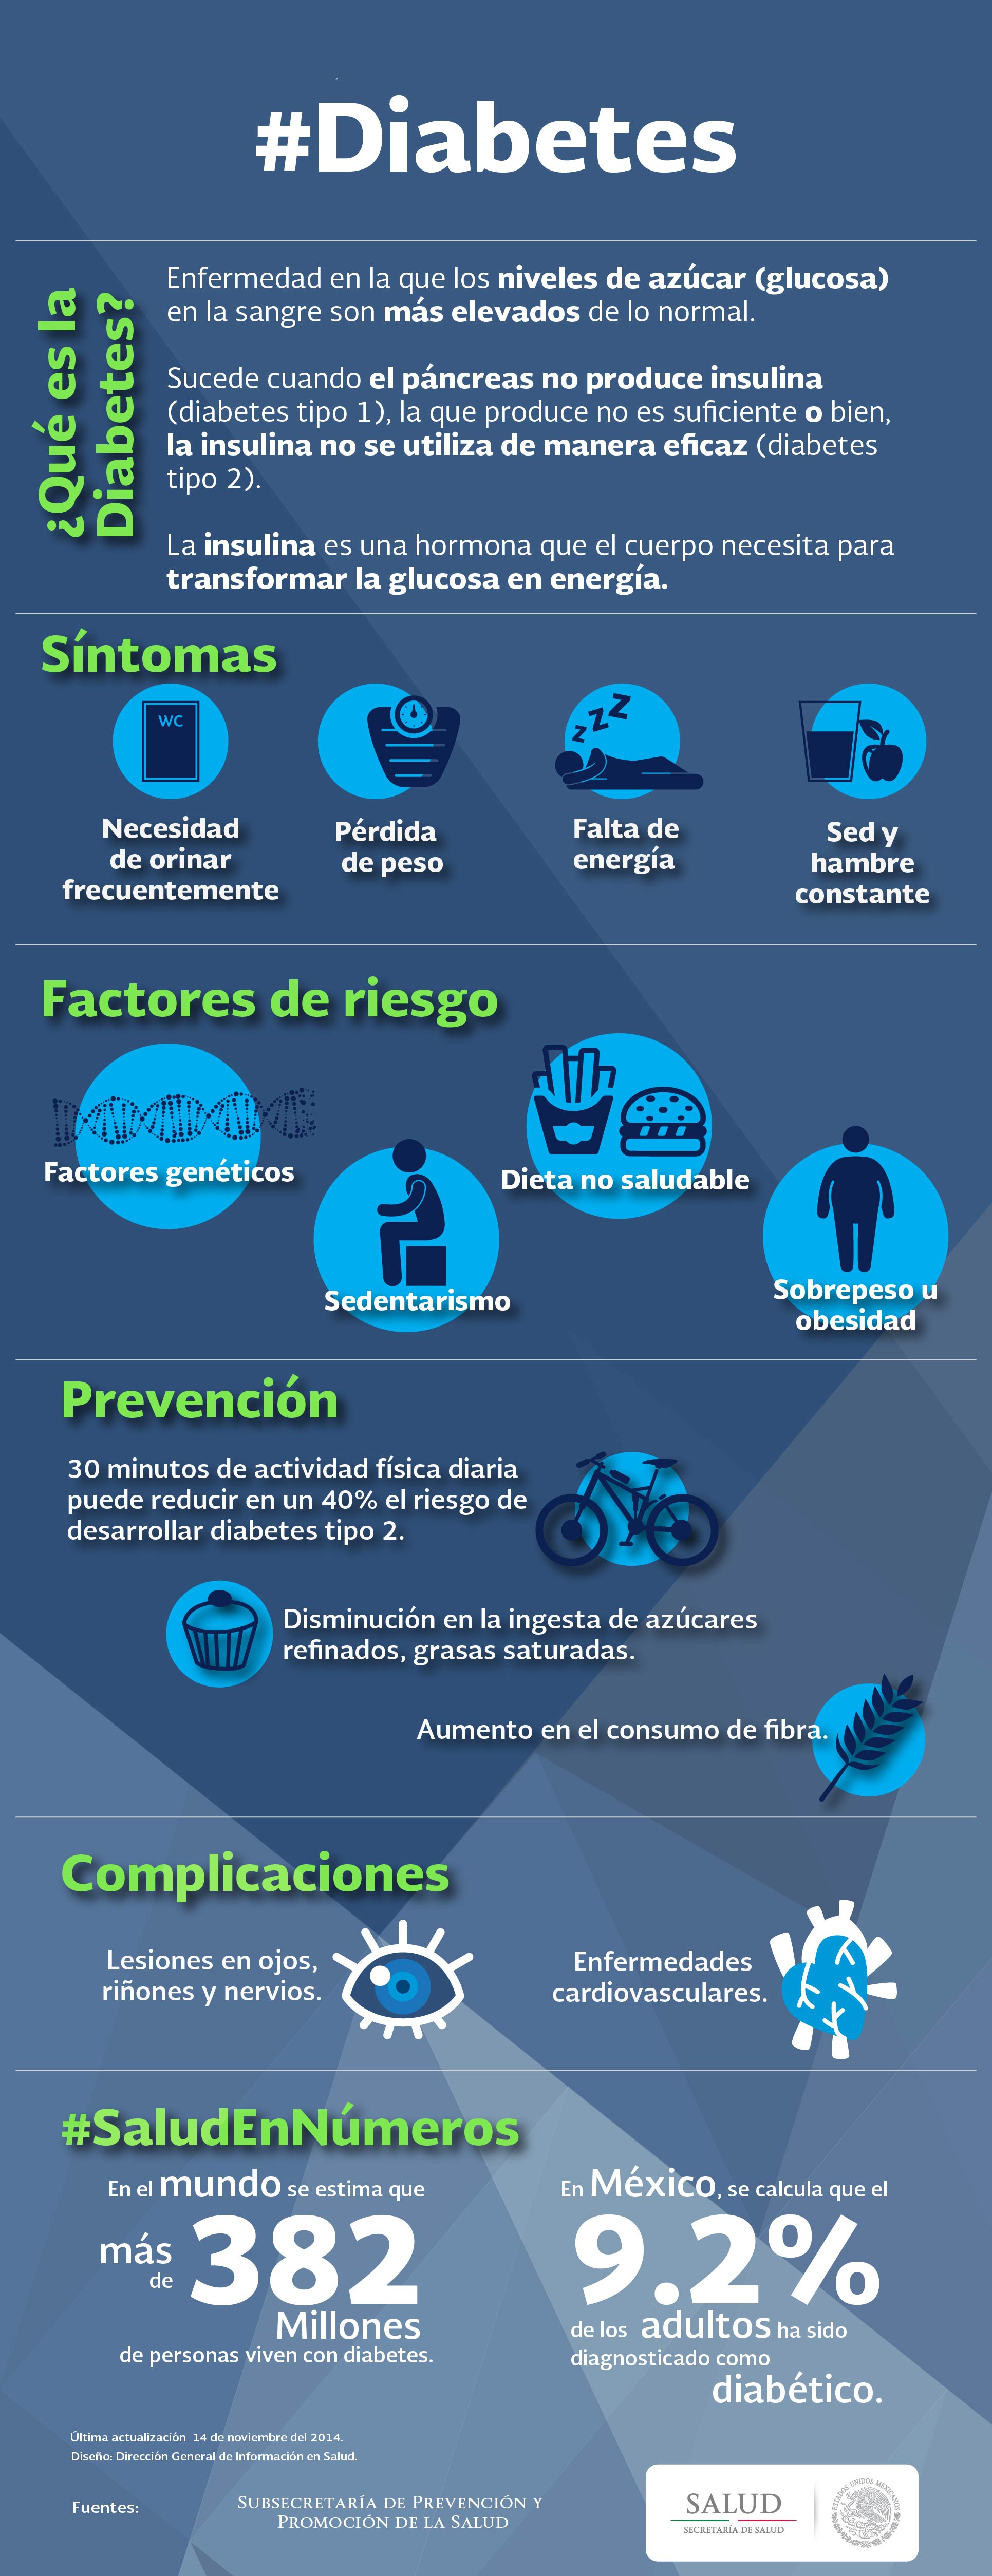 #Diabetes
¿Qué es la
Diabetes?
Enfermedad en la que los niveles de azúcar (glucosa)
en la sangre son más elevados de lo normal.
Sucede cuando el páncreas no produce insulina
(diabetes tipo 1), la que produce no es suficiente o bien,
la insulina no se utiliza de manera eficaz (diabetes
tipo 2).
La insulina es una hormona que el cuerpo necesita para
transformar la glucosa en energía.
Síntomas
WC
Necesidad
de orinar
frecuentemente
Pérdida
de peso
z z z
Falta de
energía
Sed y
hambre
constante
Factores de riesgo
Factores genéticos
Sedentarismo
Dieta no saludable
Sobrepeso u
obesidad
Prevención
30 minutos de actividad física diaria
puede reducir en un 40% el riesgo de
desarrollar diabetes tipo 2.
Disminución en la ingesta de azúcares
refinados, grasas saturadas.
Aumento en el consumo de fibra.
Complicaciones
Lesiones en ojos,
riñones y nervios.
Enfermedades
cardiovasculares.
#SaludEnNúmeros
En el mundo se estima que
más de 382
Millones
de personas viven con diabetes.
En México, se calcula que el
9.2%
de los adultos ha sido
diagnosticado como
diabético.
Última actualización 14 de noviembre del 2014.
Diseño: Dirección General de Información en Salud.
Fuentes:
Subsecretaría de Prevención y
Promoción de la Salud
SALUD
SECRETARÍA DE SALUD
ESTADOS UNIDOS MEXICANOS